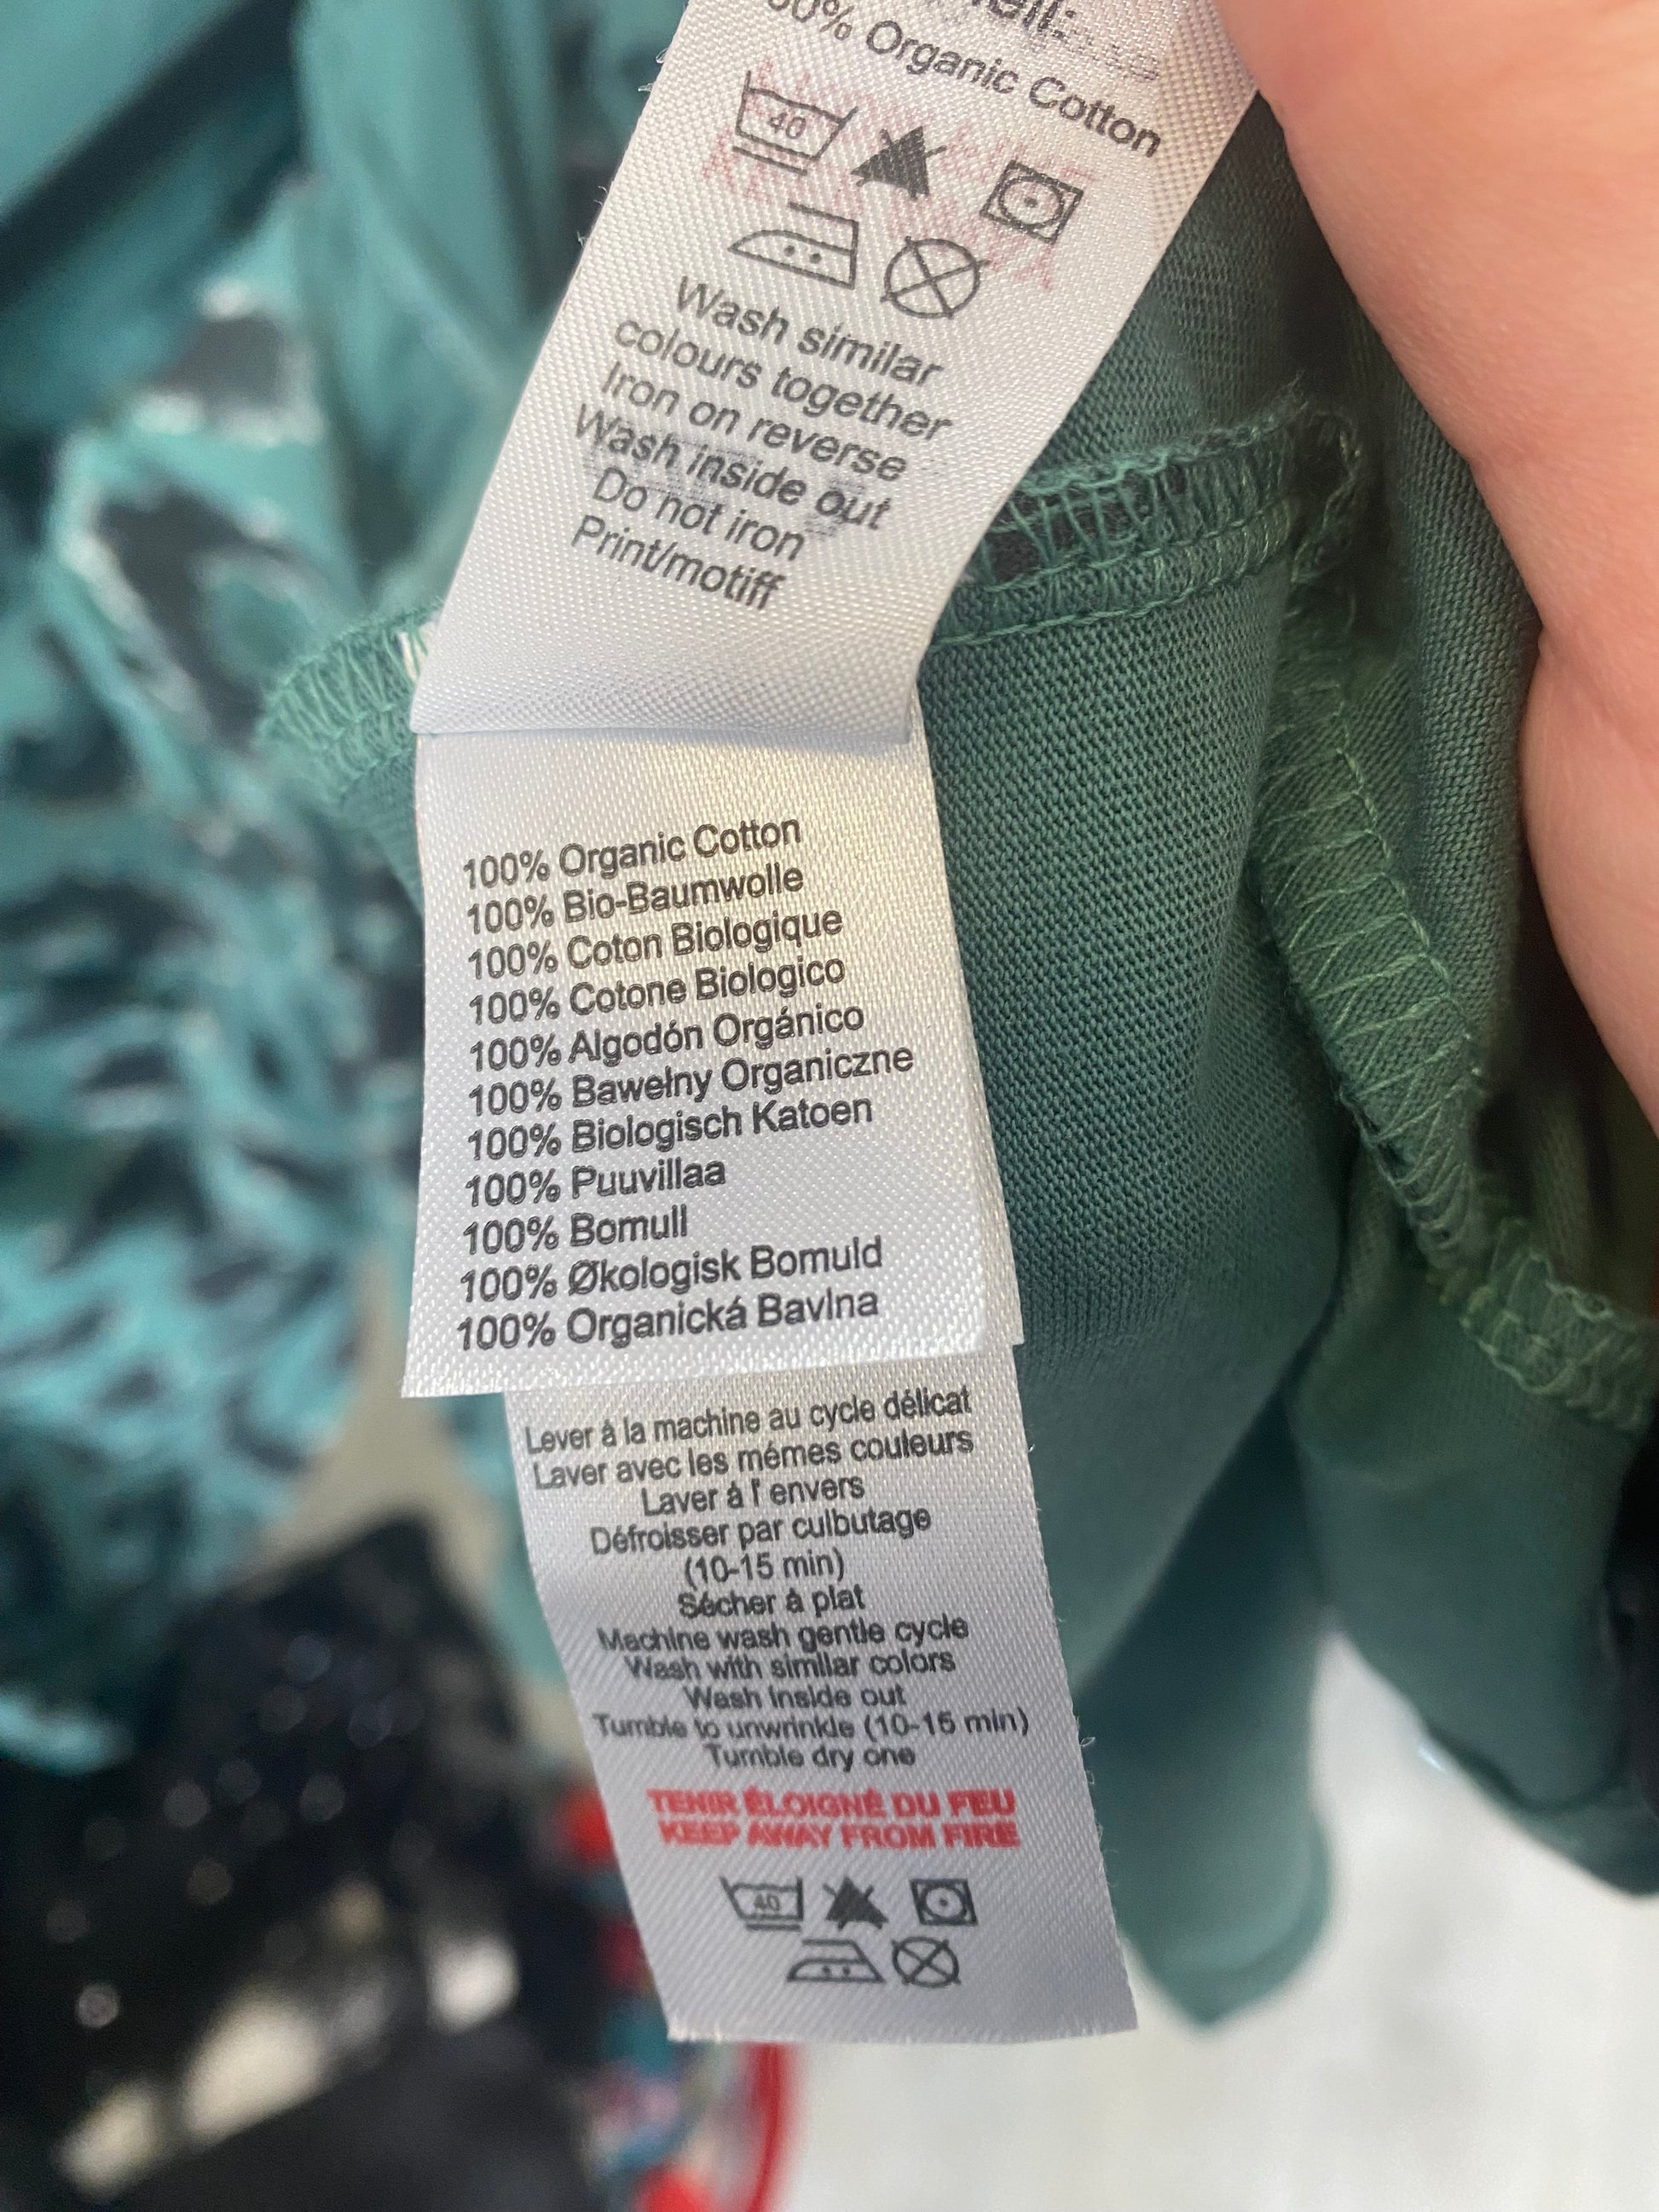 Organic Cotton
40
Wash similar
colours together
Iron on reverse
Wash inside out
Do not iron
Print/motiff
100% Organic Cotton
100% Bio-Baumwolle
100% Coton Biologique
100% Cotone Biologico
100% Algodón Orgánico
100% Bawełny Organiczne
100% Biologisch Katoen
100% Puuvillaa
100% Bomull
100% Økologisk Bomuld
100% Organická Bavlna
Lever à la machine au cycle délicat
Laver avec les mémes couleurs
Laver á l' envers
Défroisser par culbutage
(10-15 min)
Sécher à plat
Machine wash gentle cycle
Wash with similar colors
Wash inside out
Tumble to unwrinkle (10-15 min)
Tumble dry one
TENIR ÉLOIGNÉ DU FEU
KEEP AWAY FROM FIRE
40